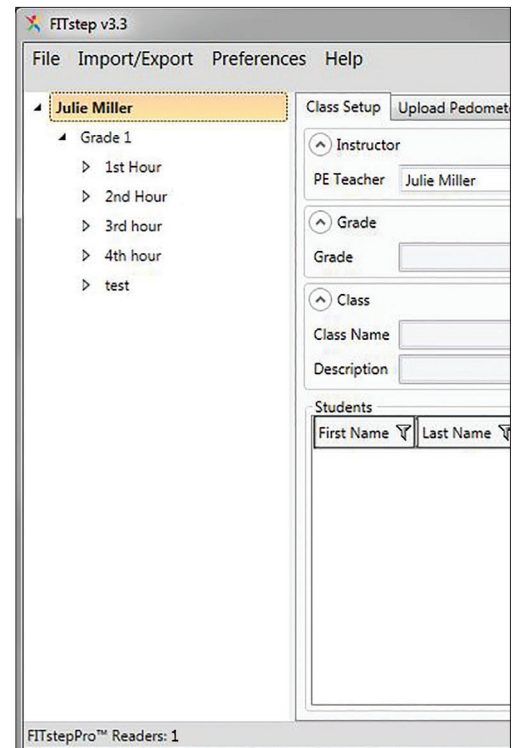 FITstep v3.3
File Import/Export Preferences Help
Julie Miller
Grade 1
1st Hour
2nd Hour
3rd hour
4th hour
test
Class Setup Upload Pedomet
Instructor
PE Teacher Julie Miller
Grade
Grade
Class
Class Name
Description
Students
First Name Last Name
FITstepPro™ Readers: 1